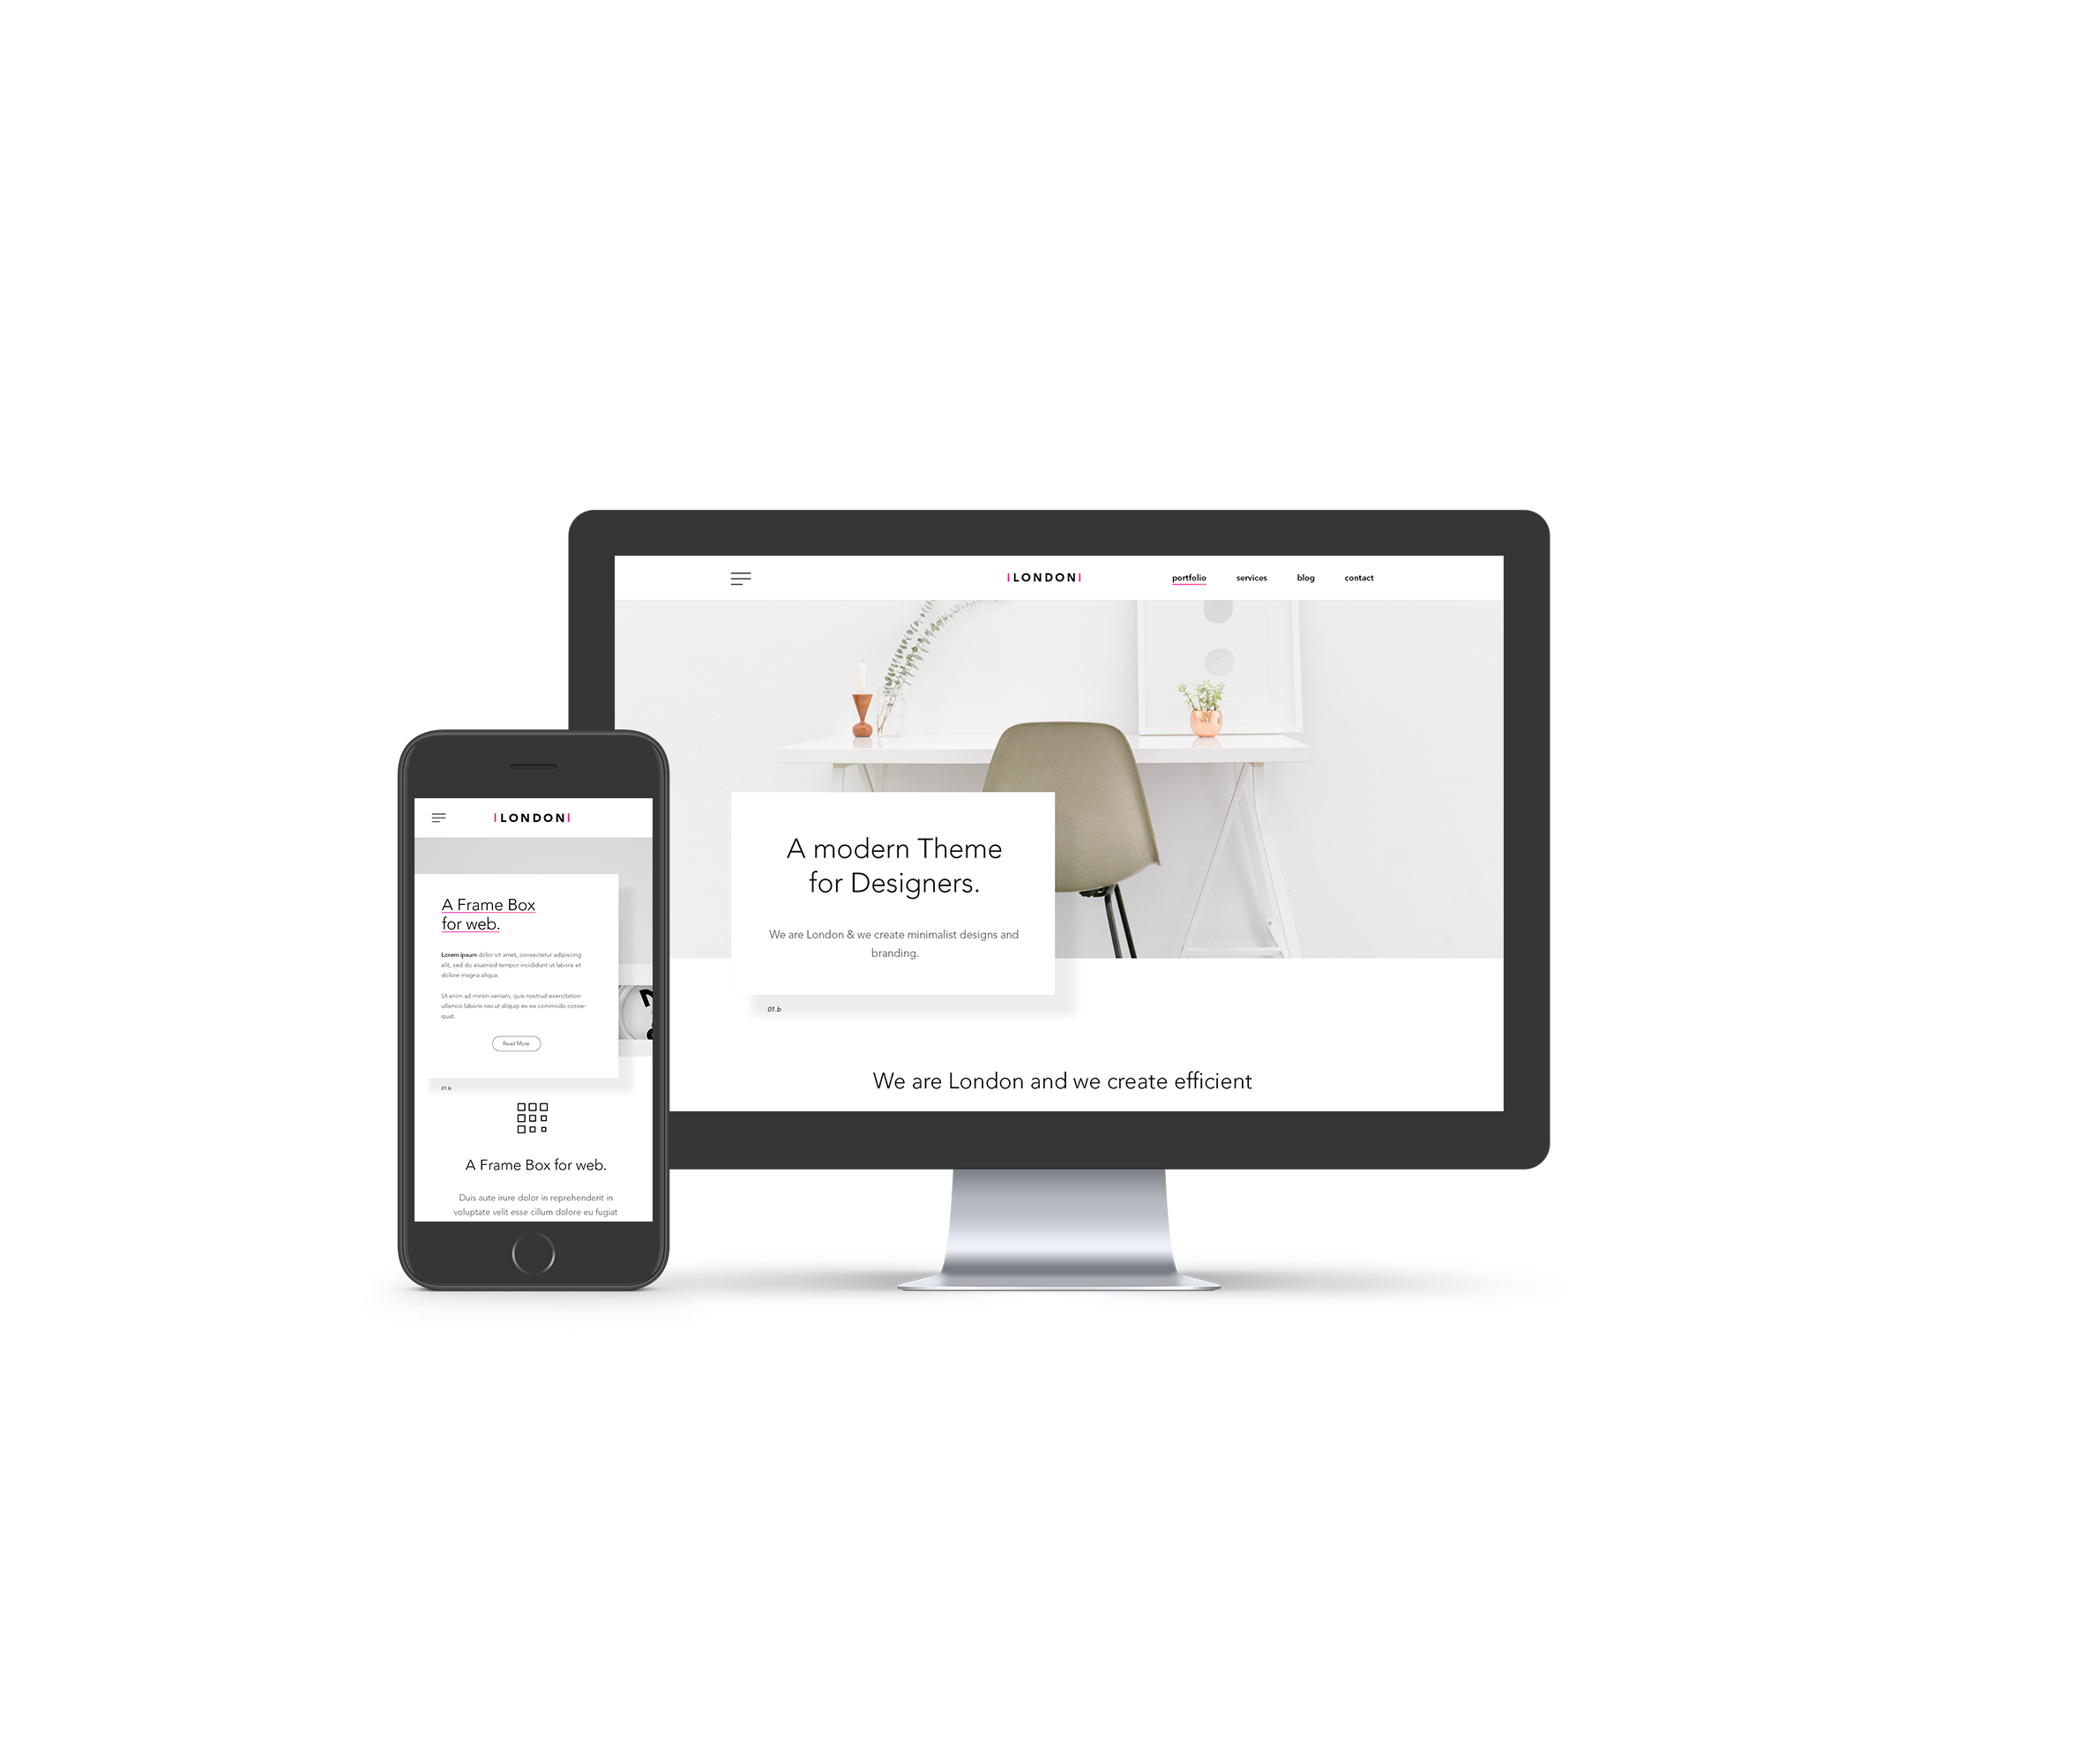 |LONDON|
portfolio services blog contact
A modern Theme
for Designers.
We are London & we create minimalist designs and
branding.
01.b
We are London and we create efficient
|LONDON|
A Frame Box
for web.
Lorem ipsum dolor sit amet, consectetur adipiscing
elit, sed do eiusmod tempor incididunt ut labore et
dolore magna aliqua.
Ut enim ad minim veniam, quis nostrud exercitation
ullamco laboris nisi ut aliquip ex ea commodo conse-
quat.
Read More
01.b
A Frame Box for web.
Duis aute irure dolor in reprehenderit in
voluptate velit esse cillum dolore eu fugiat